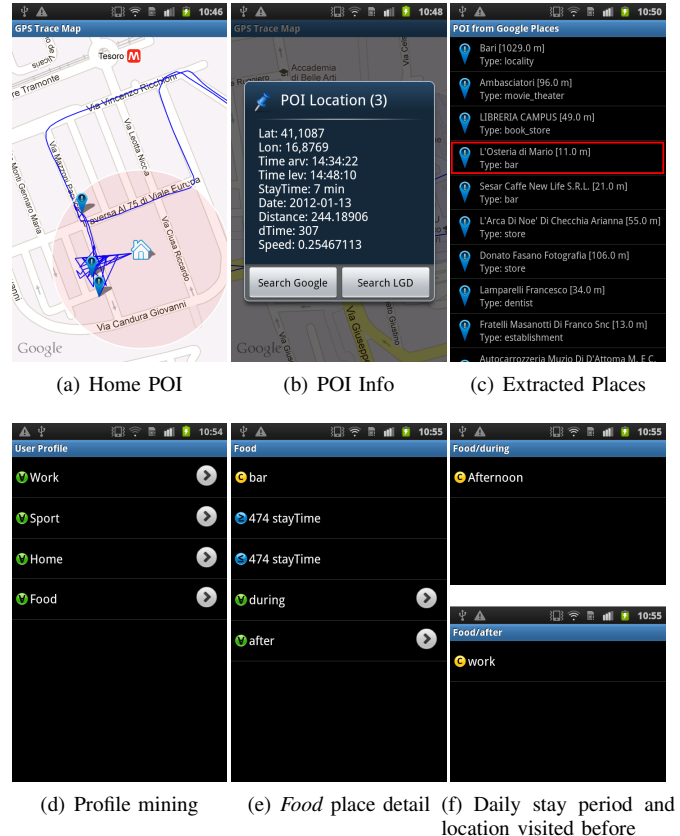 10:46
GPS Trace Map
Tesoro M
Via Vincenzo Ricchioni
Via Leotta Niccia
Traversa Al 75 di Viale Europa
Via Ciusa Riccardo
Via Candura Giovanni
Google
(a) Home POI
10:48
GPS Trace Map
Accademia
di Belle Arti
POI Location (3)
Lat: 41,1087
Lon: 16,8769
Time arv: 14:34:22
Time lev: 14:48:10
StayTime: 7 min
Date: 2012-01-13
Distance: 244.18906
dTime: 307
Speed: 0.25467113
Search Google
Search LGD
Google
(b) POI Info
10:50
POI from Google Places
Bari [1029.0 m]
Type: locality
Ambasciatori [96.0 m]
Type: movie_theater
LIBRERIA CAMPUS [49.0 m]
Type: book_store
L'Osteria di Mario [11.0 m]
Type: bar
Sesar Caffe New Life S.R.L. [21.0 m]
Type: bar
L'Arca Di Noe' Di Checchia Arianna [55.0 m]
Type: store
Donato Fasano Fotografia [106.0 m]
Type: store
Lamparelli Francesco [34.0 m]
Type: dentist
Fratelli Masanotti Di Franco Snc [13.0 m]
Type: establishment
Autocarrozzeria Muzio Di D'Attoma M. E C.
(c) Extracted Places
10:54
User Profile
∀ Work
∀ Sport
∀ Home
∀ Food
(d) Profile mining
10:55
Food
C bar
≥ 474 stayTime
≤ 474 stayTime
∀ during
∀ after
(e) Food place detail
10:55
Food/during
C Afternoon
10:55
Food/after
C work
(f) Daily stay period and
location visited before